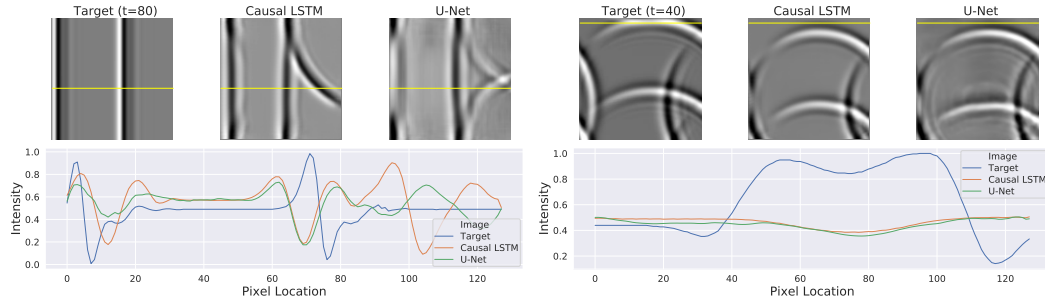 Target (t=80) Causal LSTM U-Net
Intensity
1.0
0.8
0.6
0.4
0.2
0.0
Image
Target
Causal LSTM
U-Net
0 20 40 60 80 100 120
Pixel Location
Target (t=40) Causal LSTM U-Net
Intensity
1.0
0.8
0.6
0.4
0.2
Image
Target
Causal LSTM
U-Net
0 20 40 60 80 100 120
Pixel Location